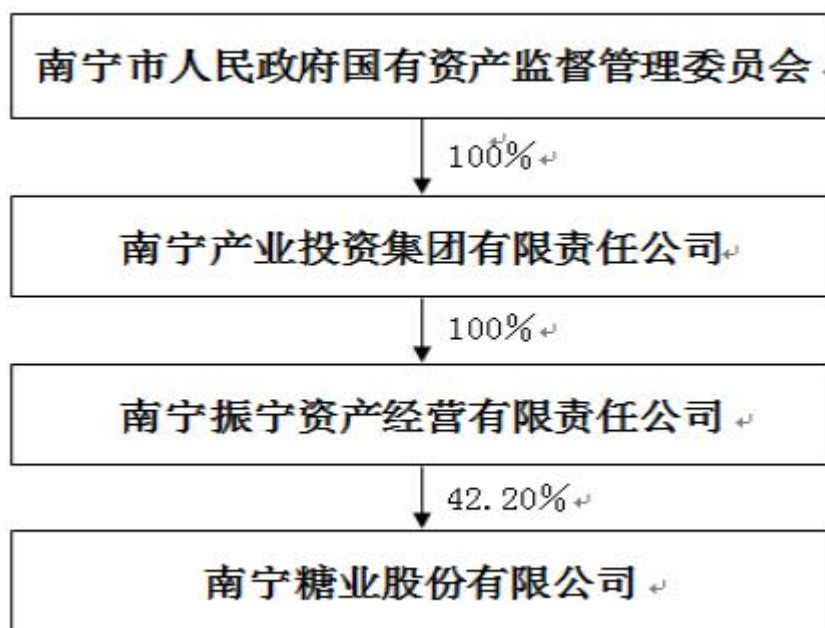 南宁市人民政府国有资产监督管理委员会
100%
南宁产业投资集团有限责任公司
100%
南宁振宁资产经营有限责任公司
42.20%
南宁糖业股份有限公司